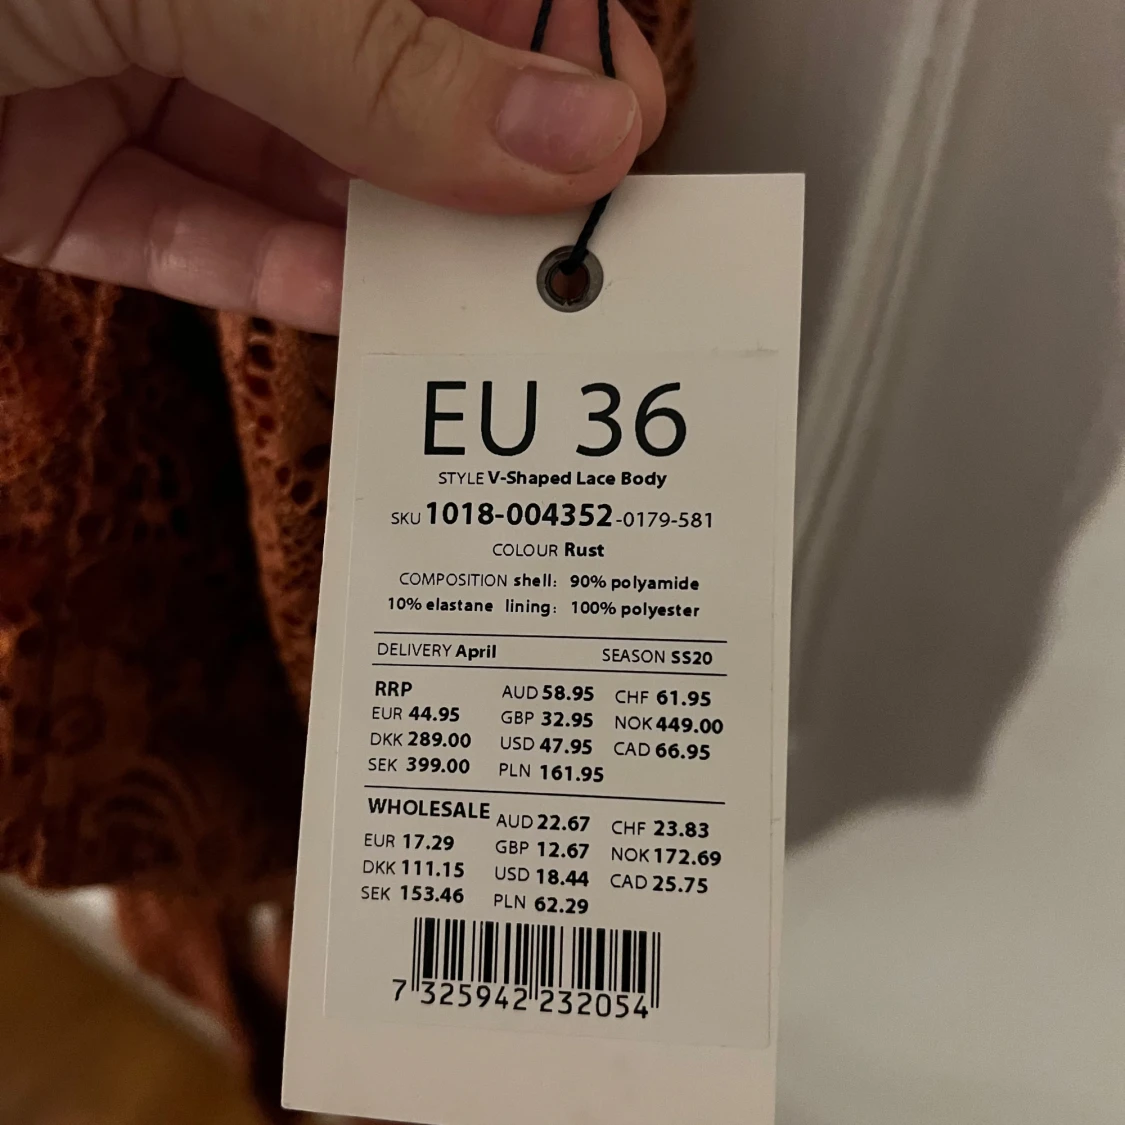 EU 36
STYLE V-Shaped Lace Body
SKU 1018-004352-0179-581
COLOUR Rust
COMPOSITION shell: 90% polyamide
10% elastane lining: 100% polyester
DELIVERY April SEASON SS20
RRP AUD 58.95 CHF 61.95
EUR 44.95 GBP 32.95 NOK 449.00
DKK 289.00 USD 47.95 CAD 66.95
SEK 399.00 PLN 161.95
WHOLESALE AUD 22.67 CHF 23.83
EUR 17.29 GBP 12.67 NOK 172.69
DKK 111.15 USD 18.44 CAD 25.75
SEK 153.46 PLN 62.29
7 325942 232054